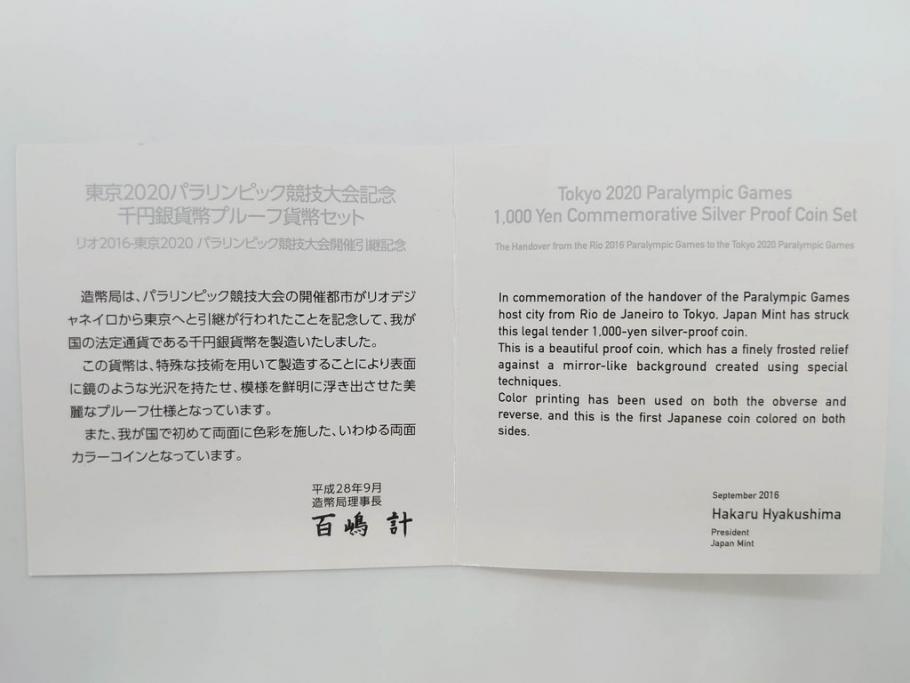 東京2020パラリンピック競技大会記念
千円銀貨幣プルーフ貨幣セット
リオ2016-東京2020 パラリンピック競技大会開催引継記念
造幣局は、パラリンピック競技大会の開催都市がリオデジ
ャネイロから東京へと引継が行われたことを記念して、我が
国の法定通貨である千円銀貨幣を製造いたしました。
この貨幣は、特殊な技術を用いて製造することにより表面
に鏡のような光沢を持たせ、模様を鮮明に浮き出させた美
麗なプルーフ仕様となっています。
また、我が国で初めて両面に色彩を施した、いわゆる両面
カラーコインとなっています。
平成28年9月
造幣局理事長
百嶋 計
Tokyo 2020 Paralympic Games
1,000 Yen Commemorative Silver Proof Coin Set
The Handover from the Rio 2016 Paralympic Games to the Tokyo 2020 Paralympic Games
In commemoration of the handover of the Paralympic Games
host city from Rio de Janeiro to Tokyo, Japan Mint has struck
this legal tender 1,000-yen silver-proof coin.
This is a beautiful proof coin, which has a finely frosted relief
against a mirror-like background created using special
techniques.
Color printing has been used on both the obverse and
reverse, and this is the first Japanese coin colored on both
sides.
September 2016
Hakaru Hyakushima
President
Japan Mint